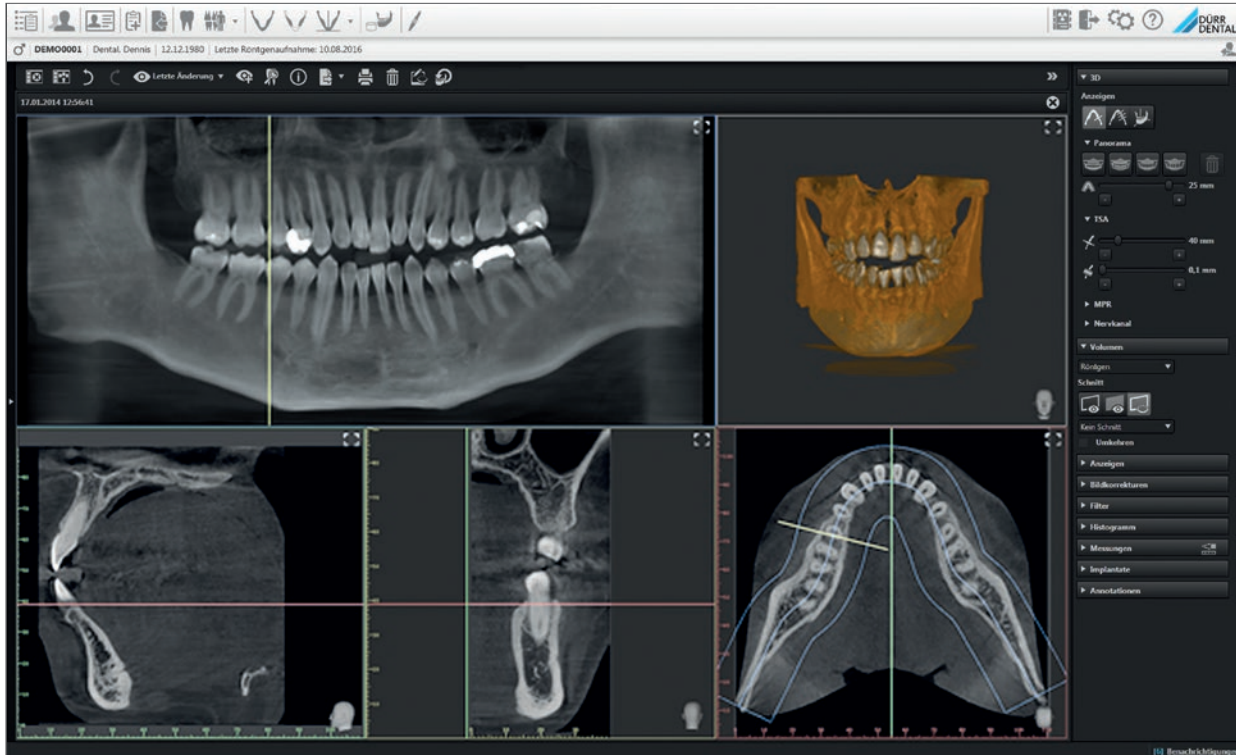 DÜRR
DENTAL
DEMO0001 | Dental, Dennis | 12.12.1980 | Letzte Röntgenaufnahme: 10.08.2016
Letzte Änderung
17.01.2014 12:56:41
3D
Anzeigen
Panorama
25 mm
TSA
40 mm
0,1 mm
MPR
Nervkanal
Volumen
Röntgen
Schnitt
Kein Schnitt
Umkehren
Anzeigen
Bildkorrekturen
Filter
Histogramm
Messungen
Implantate
Annotationen
Benachrichtigungen